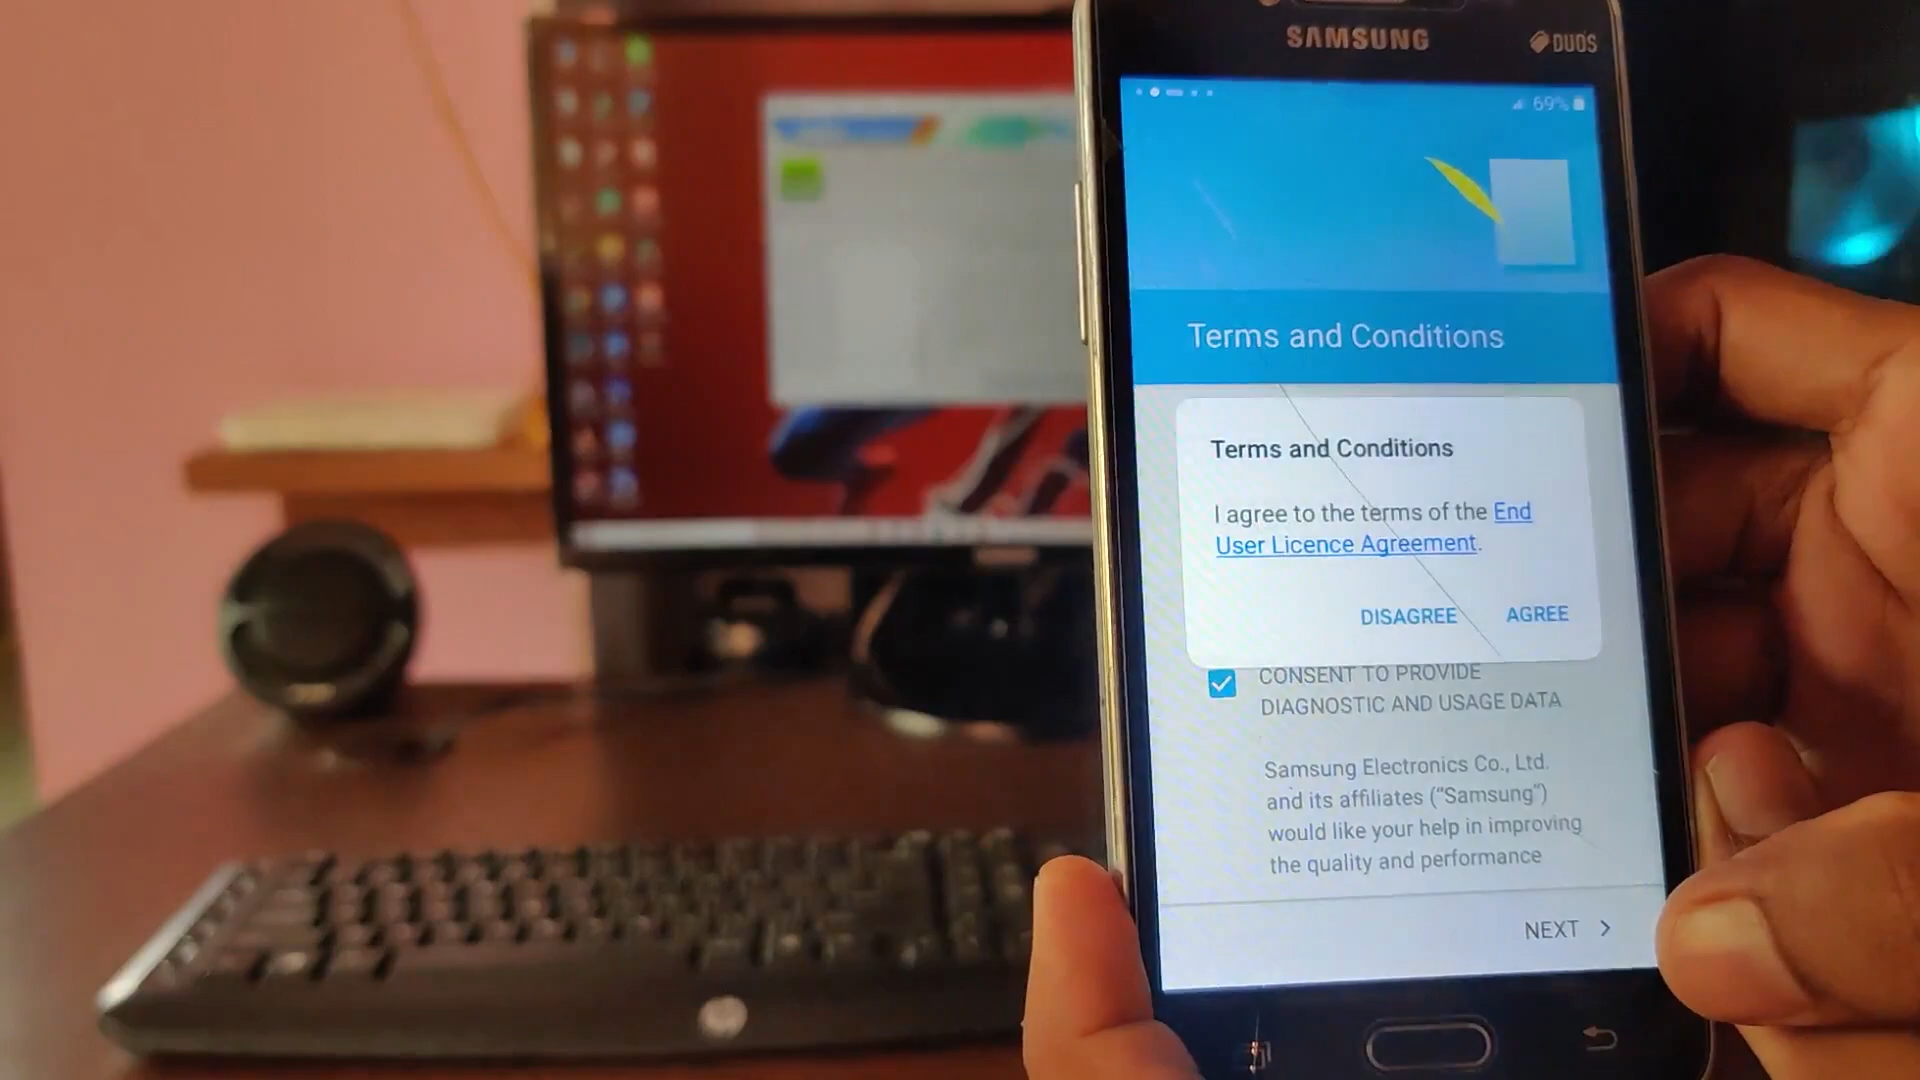 SAMSUNG
DUOS
69%
Terms and Conditions
Terms and Conditions
I agree to the terms of the End
User Licence Agreement.
DISAGREE AGREE
CONSENT TO PROVIDE
DIAGNOSTIC AND USAGE DATA
Samsung Electronics Co., Ltd.
and its affiliates (“Samsung”)
would like your help in improving
the quality and performance
NEXT
hp